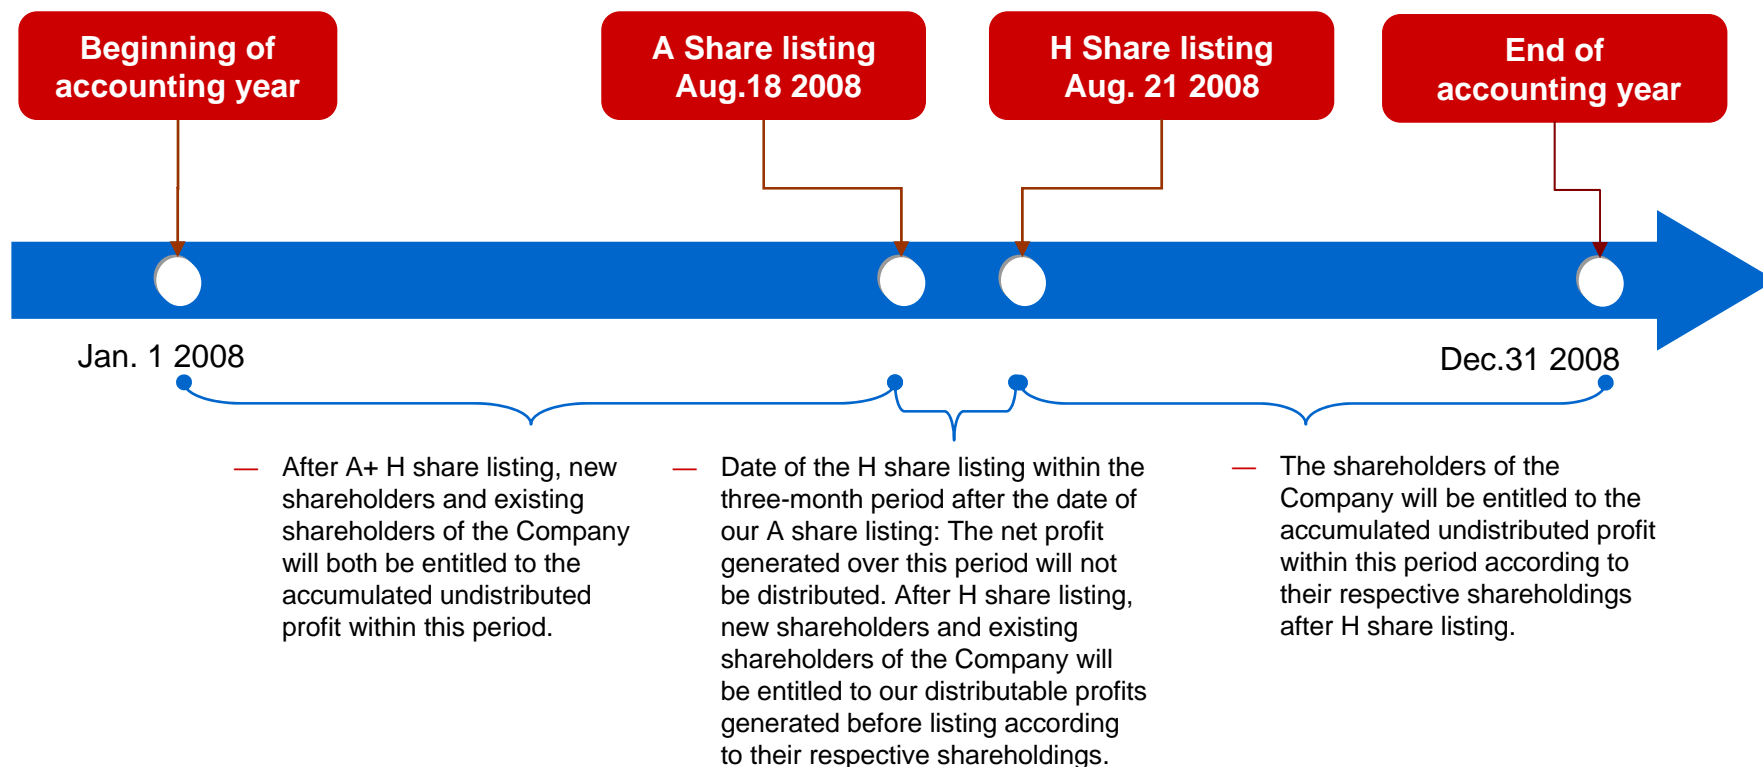 Beginning of
accounting year
A Share listing
Aug.18 2008
H Share listing
Aug. 21 2008
End of
accounting year
Jan. 1 2008
Dec.31 2008
— After A+ H share listing, new
shareholders and existing
shareholders of the Company
will both be entitled to the
accumulated undistributed
profit within this period.
— Date of the H share listing within the
three-month period after the date of
our A share listing: The net profit
generated over this period will not
be distributed. After H share listing,
new shareholders and existing
shareholders of the Company will
be entitled to our distributable profits
generated before listing according
to their respective shareholdings.
— The shareholders of the
Company will be entitled to the
accumulated undistributed profit
within this period according to
their respective shareholdings
after H share listing.